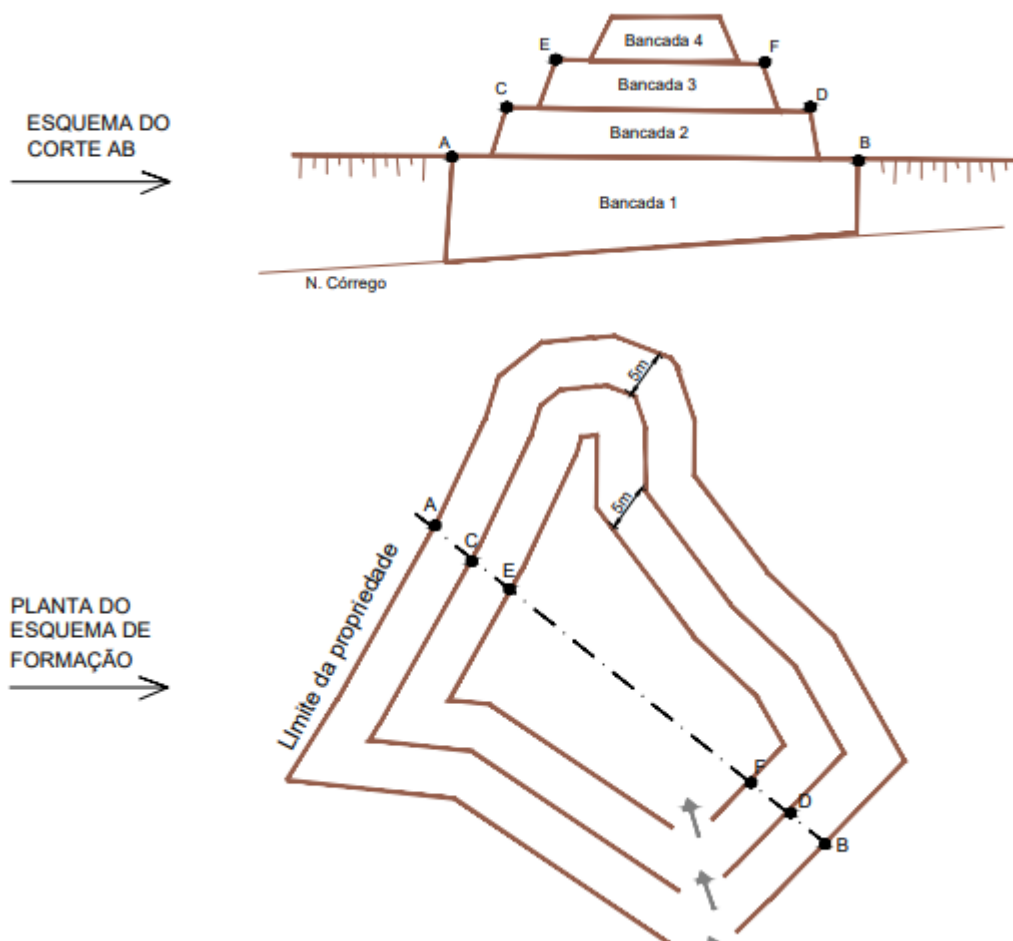 Bancada 4
E
F
Bancada 3
C
D
ESQUEMA DO
CORTE AB
Bancada 2
A
B
Bancada 1
N. Córrego
5m
5m
A
C
E
LImite da propriedade
PLANTA DO
ESQUEMA DE
FORMAÇÃO
F
D
B